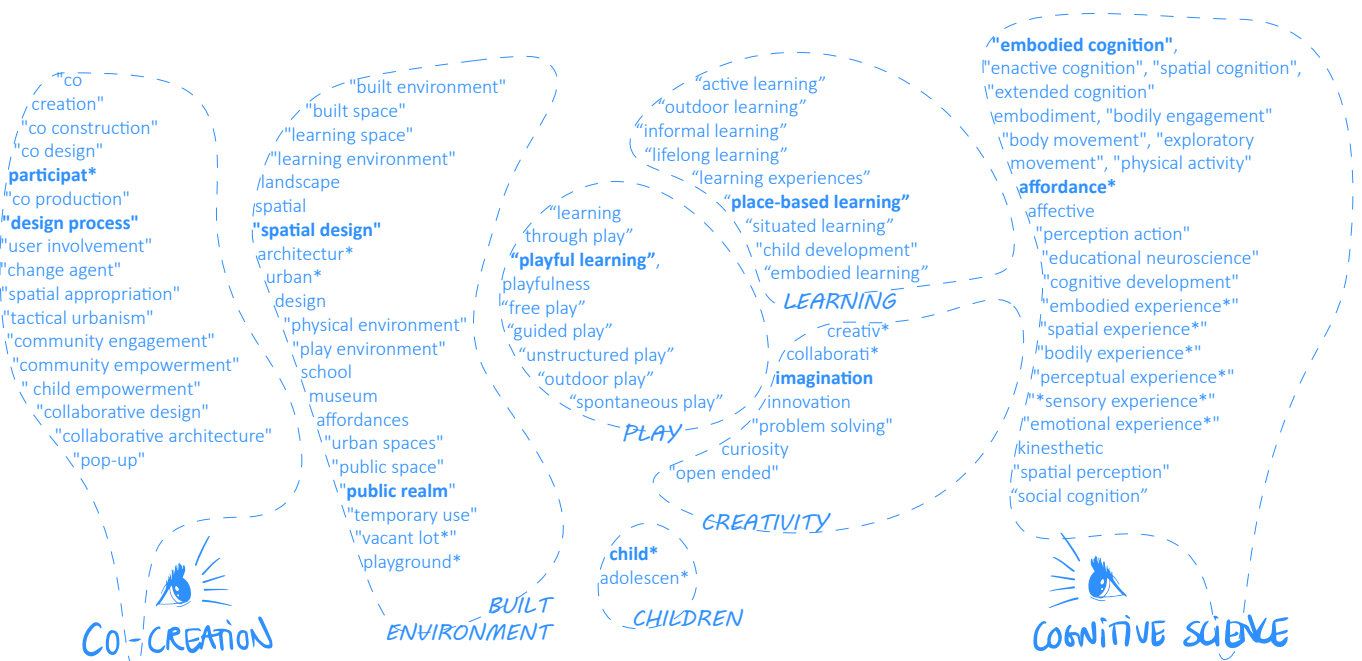 "co
creation"
"co construction"
"co design"
participat*
"co production"
"design process"
"user involvement"
"change agent"
"spatial appropriation"
"tactical urbanism"
"community engagement"
"community empowerment"
" child empowerment"
"collaborative design"
"collaborative architecture"
"pop-up"
CO-CREATION
"built environment"
"built space"
"learning space"
"learning environment"
landscape
spatial
"spatial design"
architectur*
urban*
design
"physical environment"
"play environment"
school
museum
affordances
"urban spaces"
"public space"
"public realm"
"temporary use"
"vacant lot*"
playground*
BUILT
ENVIRONMENT
“learning
through play”
“playful learning”,
playfulness
“free play”
“guided play”
“unstructured play”
“outdoor play”
“spontaneous play”
PLAY
“active learning”
“outdoor learning”
“informal learning”
“lifelong learning”
“learning experiences”
“place-based learning”
“situated learning”
"child development"
“embodied learning”
LEARNING
creativ*
collaborati*
imagination
innovation
"problem solving"
curiosity
"open ended"
CREATIVITY
child*
adolescen*
CHILDREN
"embodied cognition",
"enactive cognition", "spatial cognition",
"extended cognition"
embodiment, "bodily engagement"
"body movement", "exploratory
movement", "physical activity"
affordance*
affective
"perception action"
"educational neuroscience"
"cognitive development"
"embodied experience*"
"spatial experience*"
"bodily experience*"
"perceptual experience*"
"*sensory experience*"
"emotional experience*"
kinesthetic
"spatial perception"
“social cognition”
COGNITIVE SCIENCE